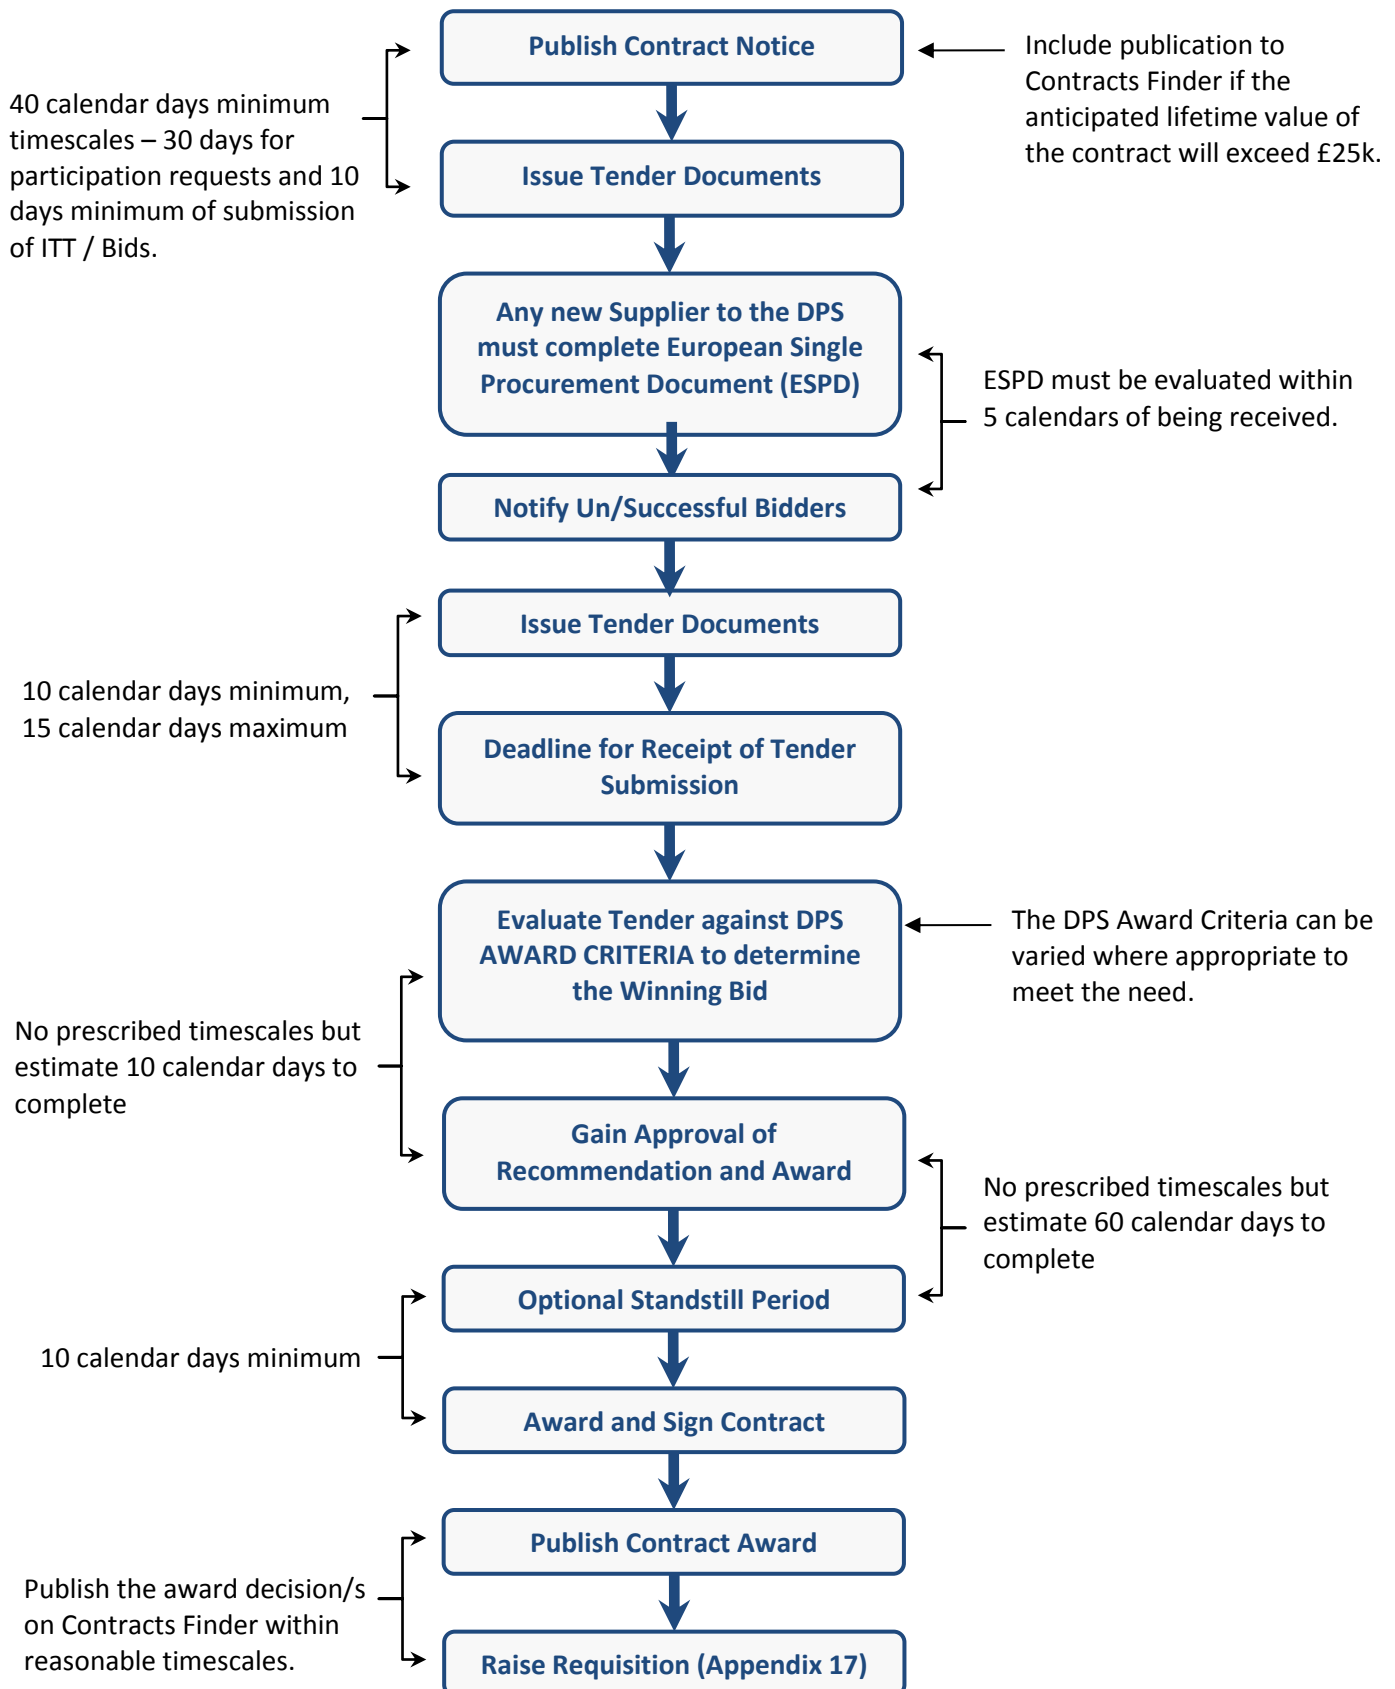 Publish Contract Notice
Include publication to
Contracts Finder if the
anticipated lifetime value of
the contract will exceed £25k.
40 calendar days minimum
timescales – 30 days for
participation requests and 10
days minimum of submission
of ITT / Bids.
Issue Tender Documents
Any new Supplier to the DPS
must complete European Single
Procurement Document (ESPD)
ESPD must be evaluated within
5 calendars of being received.
Notify Un/Successful Bidders
Issue Tender Documents
10 calendar days minimum,
15 calendar days maximum
Deadline for Receipt of Tender
Submission
Evaluate Tender against DPS
AWARD CRITERIA to determine
the Winning Bid
The DPS Award Criteria can be
varied where appropriate to
meet the need.
No prescribed timescales but
estimate 10 calendar days to
complete
Gain Approval of
Recommendation and Award
No prescribed timescales but
estimate 60 calendar days to
complete
Optional Standstill Period
10 calendar days minimum
Award and Sign Contract
Publish Contract Award
Publish the award decision/s
on Contracts Finder within
reasonable timescales.
Raise Requisition (Appendix 17)